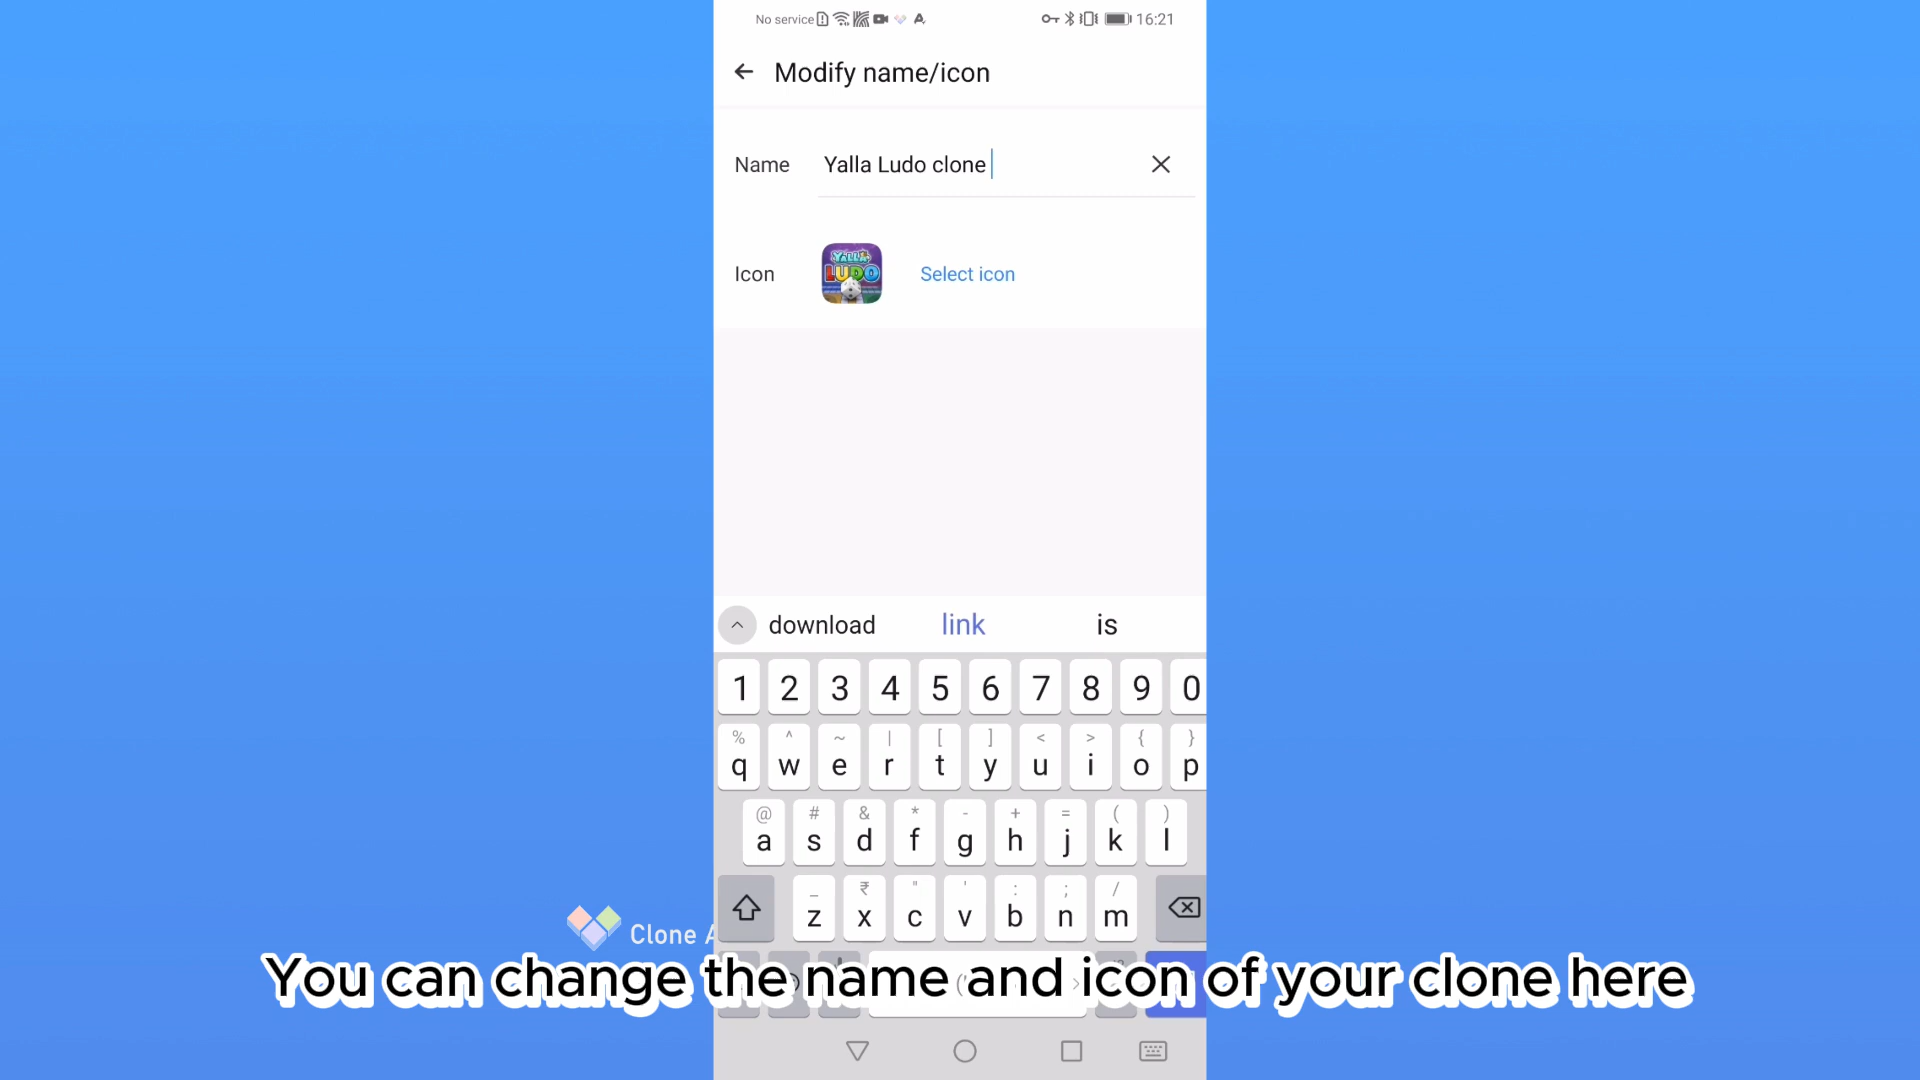 No service 16:21
Modify name/icon
Name Yalla Ludo clone
Icon YALLA LUDO Select icon
download link is
1 2 3 4 5 6 7 8 9 0
% ^ ~ | [ ] < > { }
q w e r t y u i o p
@ # & * - + = ( )
a s d f g h j k l
_ ₹ " ' : ; /
z x c v b n m
Clone
You can change the name and icon of your clone here